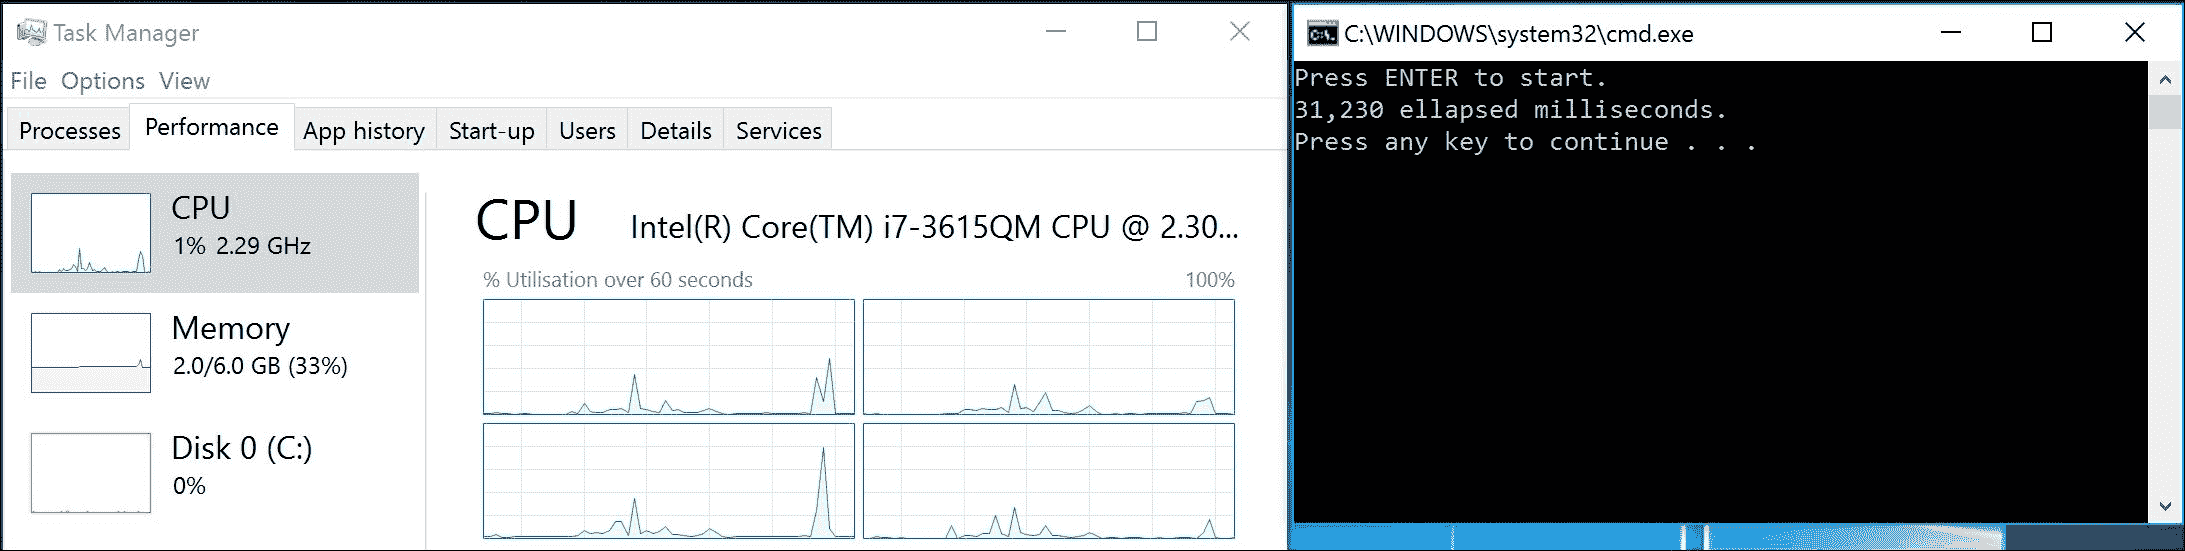 Task Manager
File Options View
Processes Performance App history Start-up Users Details Services
CPU
1% 2.29 GHz
Memory
2.0/6.0 GB (33%)
Disk 0 (C:)
0%
CPU Intel(R) Core(TM) i7-3615QM CPU @ 2.30...
% Utilisation over 60 seconds 100%
C:\WINDOWS\system32\cmd.exe
Press ENTER to start.
31,230 ellapsed milliseconds.
Press any key to continue . . .